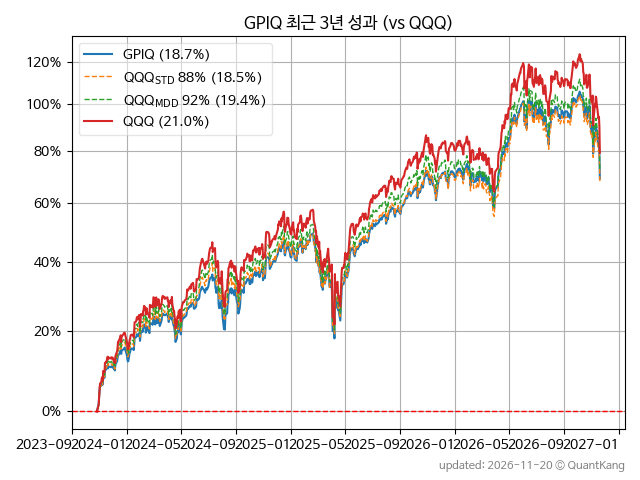 GPIQ 최근 3년 성과 (vs QQQ)
GPIQ (18.7%)
QQQSTD 88% (18.5%)
QQQMDD 92% (19.4%)
QQQ (21.0%)
120%
100%
80%
60%
40%
20%
0%
2023-09 2024-01 2024-05 2024-09 2025-01 2025-05 2025-09 2026-01 2026-05 2026-09 2027-01
updated: 2026-11-20 © QuantKang